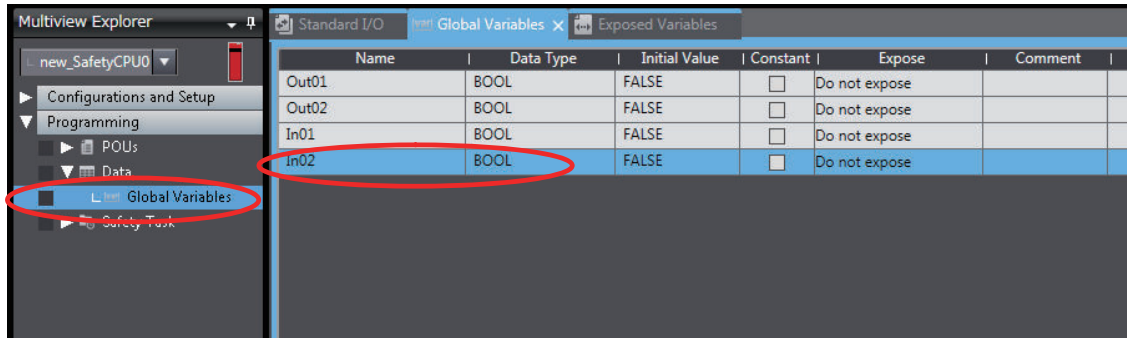 Multiview Explorer
new_SafetyCPU0
Configurations and Setup
Programming
POUs
Data
Global Variables
Safety Task
Standard I/O Global Variables Exposed Variables
Name Data Type Initial Value Constant Expose Comment
Out01 BOOL FALSE Do not expose
Out02 BOOL FALSE Do not expose
In01 BOOL FALSE Do not expose
In02 BOOL FALSE Do not expose